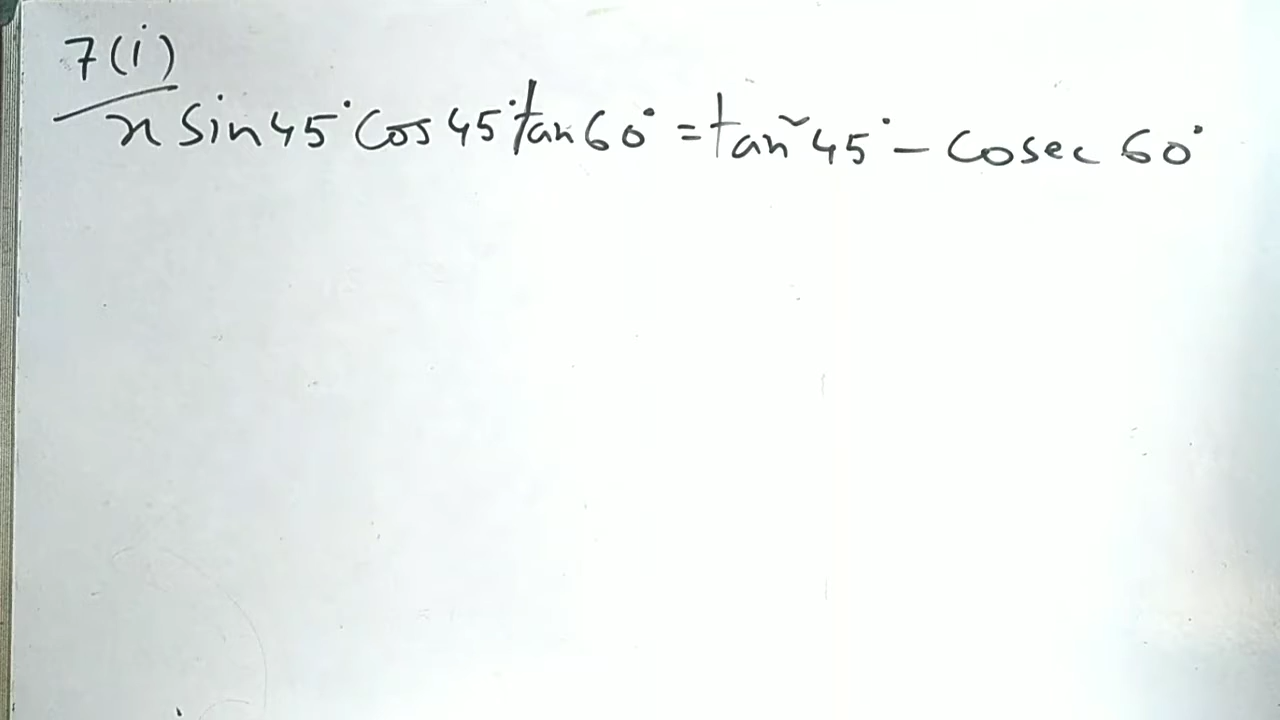 7(i)
x sin 45° cos 45° tan 60° = tan² 45° – cosec 60°